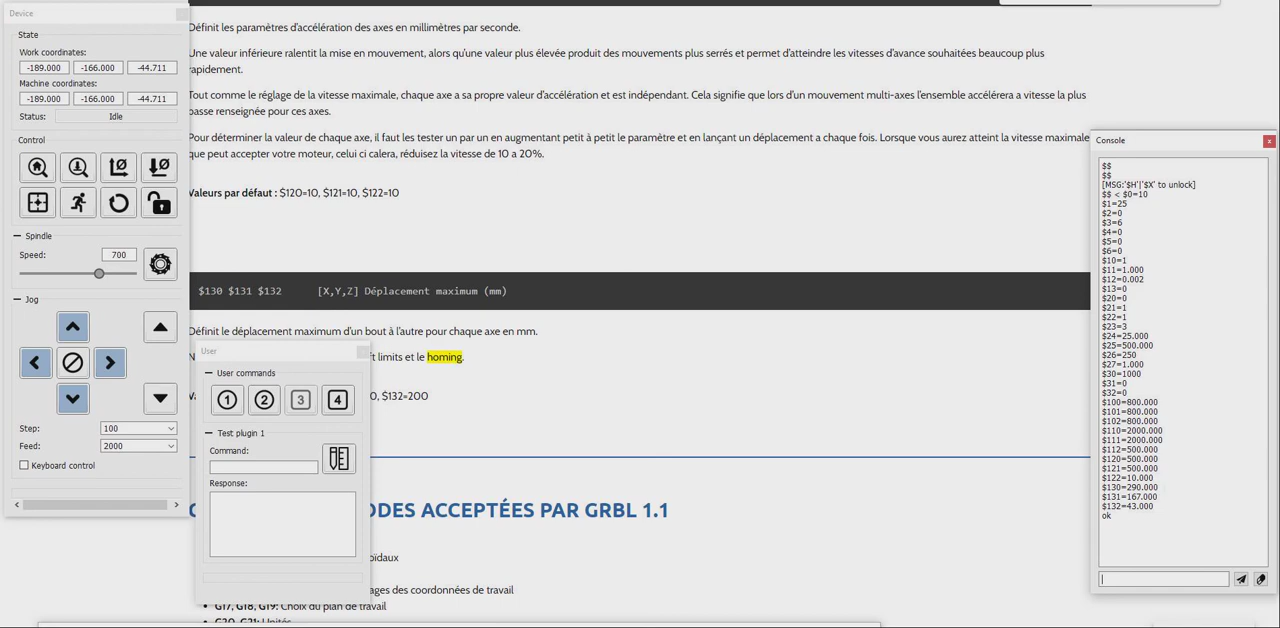 Device
State
Work coordinates:
-189.000 -166.000 -44.711
Machine coordinates:
-189.000 -166.000 -44.711
Status: Idle
Control
Spindle
Speed: 700
Jog
Step: 100
Feed: 2000
Keyboard control
Définit les paramètres d'accélération des axes en millimètres par seconde.
Une valeur inférieure ralentit la mise en mouvement, alors qu'une valeur plus élevée produit des mouvements plus serrés et permet d'atteindre les vitesses d'avance souhaitées beaucoup plus
rapidement.
Tout comme le réglage de la vitesse maximale, chaque axe a sa propre valeur d'accélération et est indépendant. Cela signifie que lors d'un mouvement multi-axes l'ensemble accélérera a vitesse la plus
passe renseignée pour ces axes.
Pour déterminer la valeur de chaque axe, il faut les tester un par un en augmentant petit à petit le paramètre et en lançant un déplacement a chaque fois. Lorsque vous aurez atteint la vitesse maximale
que peut accepter votre moteur, celui ci calera, réduisez la vitesse de 10 a 20%.
Valeurs par défaut : $120=10, $121=10, $122=10
$130 $131 $132 [X,Y,Z] Déplacement maximum (mm)
Définit le déplacement maximum d'un bout à l'autre pour chaque axe en mm.
ft limits et le homing.
0, $132=200
ODES ACCEPTÉES PAR GRBL 1.1
oïdaux
ages des coordonnées de travail
G17, G18, G19: Choix du plan de travail
G20, G21: Unités
User
User commands
1 2 3 4
Test plugin 1
Command:
Response:
Console
$$
$$
[MSG:'$H'|'$X' to unlock]
$$ < $0=10
$1=25
$2=0
$3=6
$4=0
$5=0
$6=0
$10=1
$11=1.000
$12=0.002
$13=0
$20=0
$21=1
$22=1
$23=3
$24=25.000
$25=500.000
$26=250
$27=1.000
$30=1000
$31=0
$32=0
$100=800.000
$101=800.000
$102=800.000
$110=2000.000
$111=2000.000
$112=500.000
$120=500.000
$121=500.000
$122=10.000
$130=290.000
$131=167.000
$132=43.000
ok